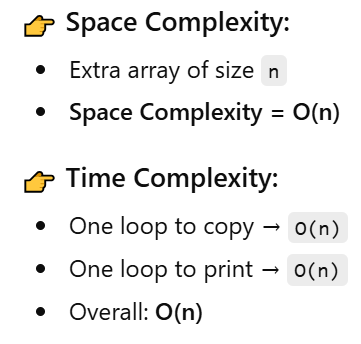 👉 Space Complexity:
• Extra array of size n
• Space Complexity = O(n)
👉 Time Complexity:
• One loop to copy → O(n)
• One loop to print → O(n)
• Overall: O(n)